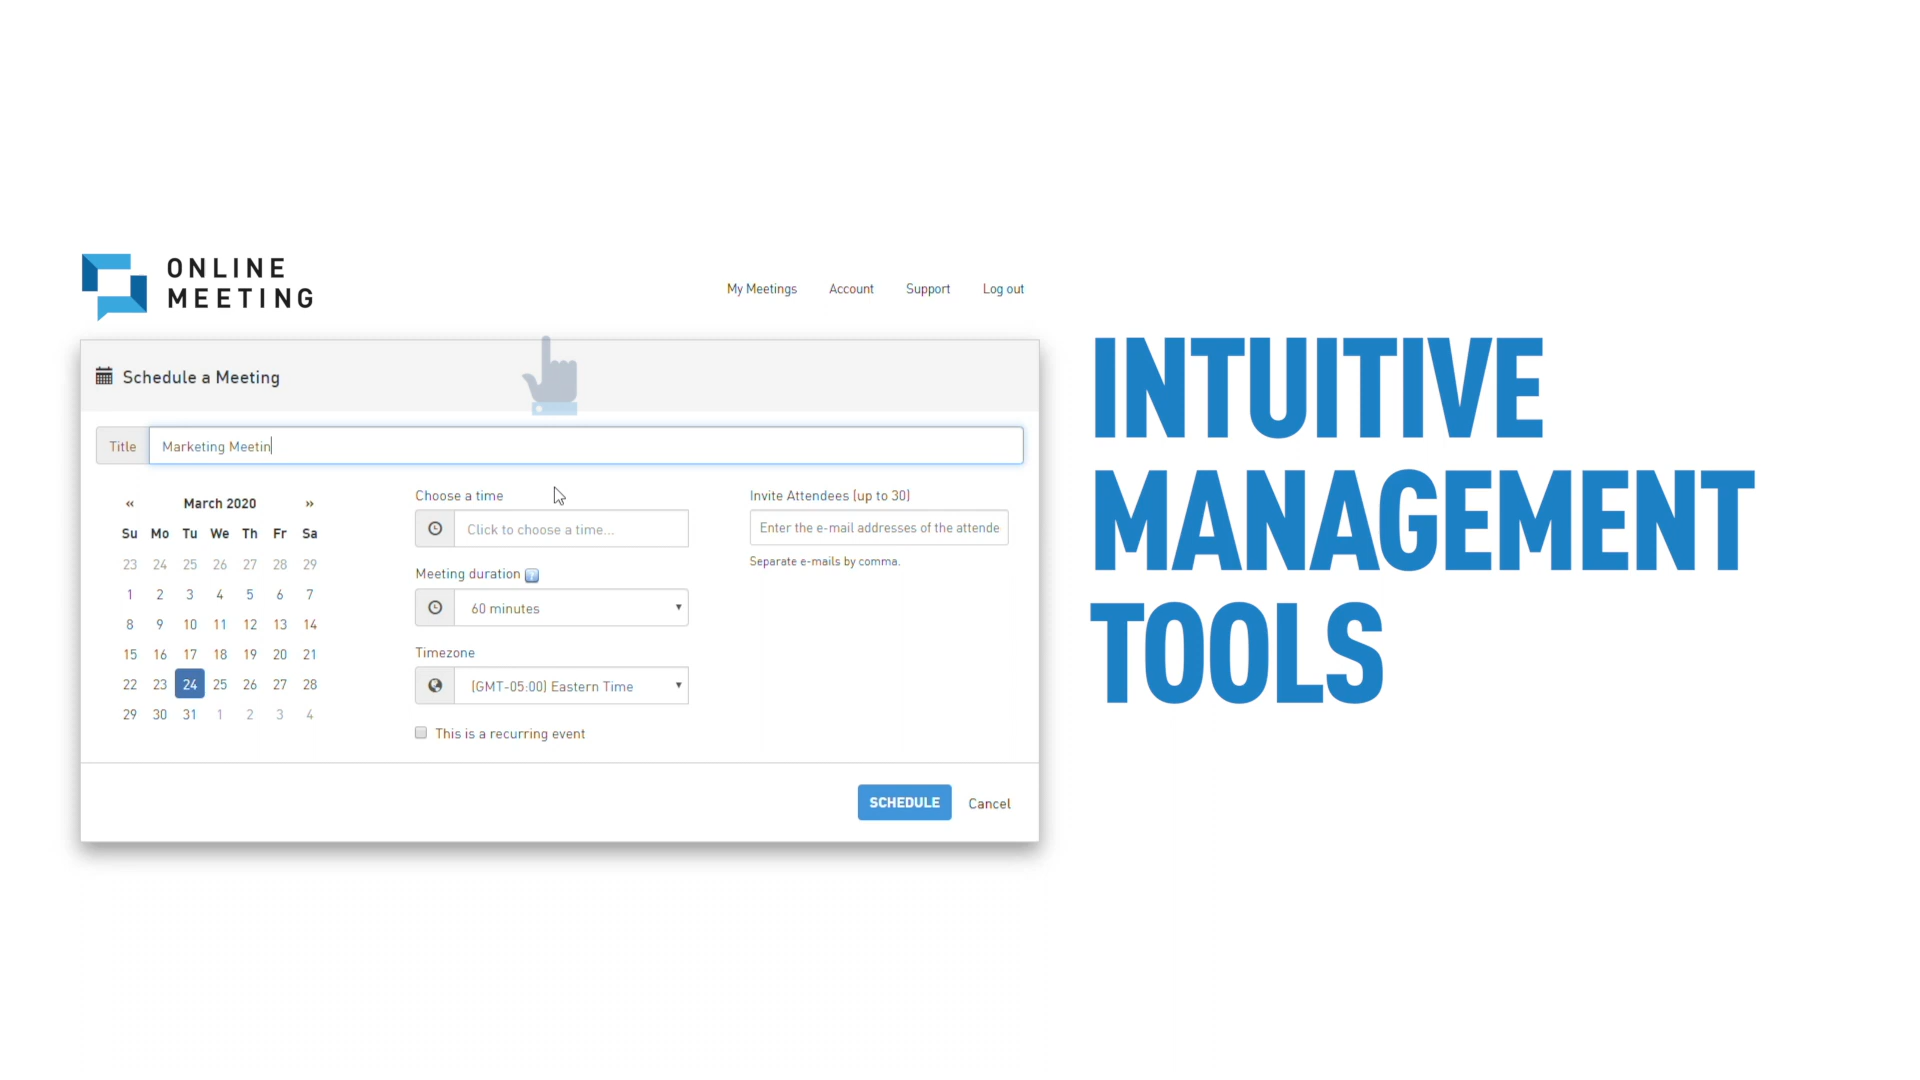 ONLINE
MEETING
My Meetings Account Support Log out
Schedule a Meeting
Title Marketing Meetin
« March 2020 »
Su Mo Tu We Th Fr Sa
23 24 25 26 27 28 29
1 2 3 4 5 6 7
8 9 10 11 12 13 14
15 16 17 18 19 20 21
22 23 24 25 26 27 28
29 30 31 1 2 3 4
Choose a time
Click to choose a time...
Meeting duration
60 minutes
Timezone
(GMT-05:00) Eastern Time
This is a recurring event
Invite Attendees (up to 30)
Enter the e-mail addresses of the attende
Separate e-mails by comma.
SCHEDULE Cancel
INTUITIVE
MANAGEMENT
TOOLS